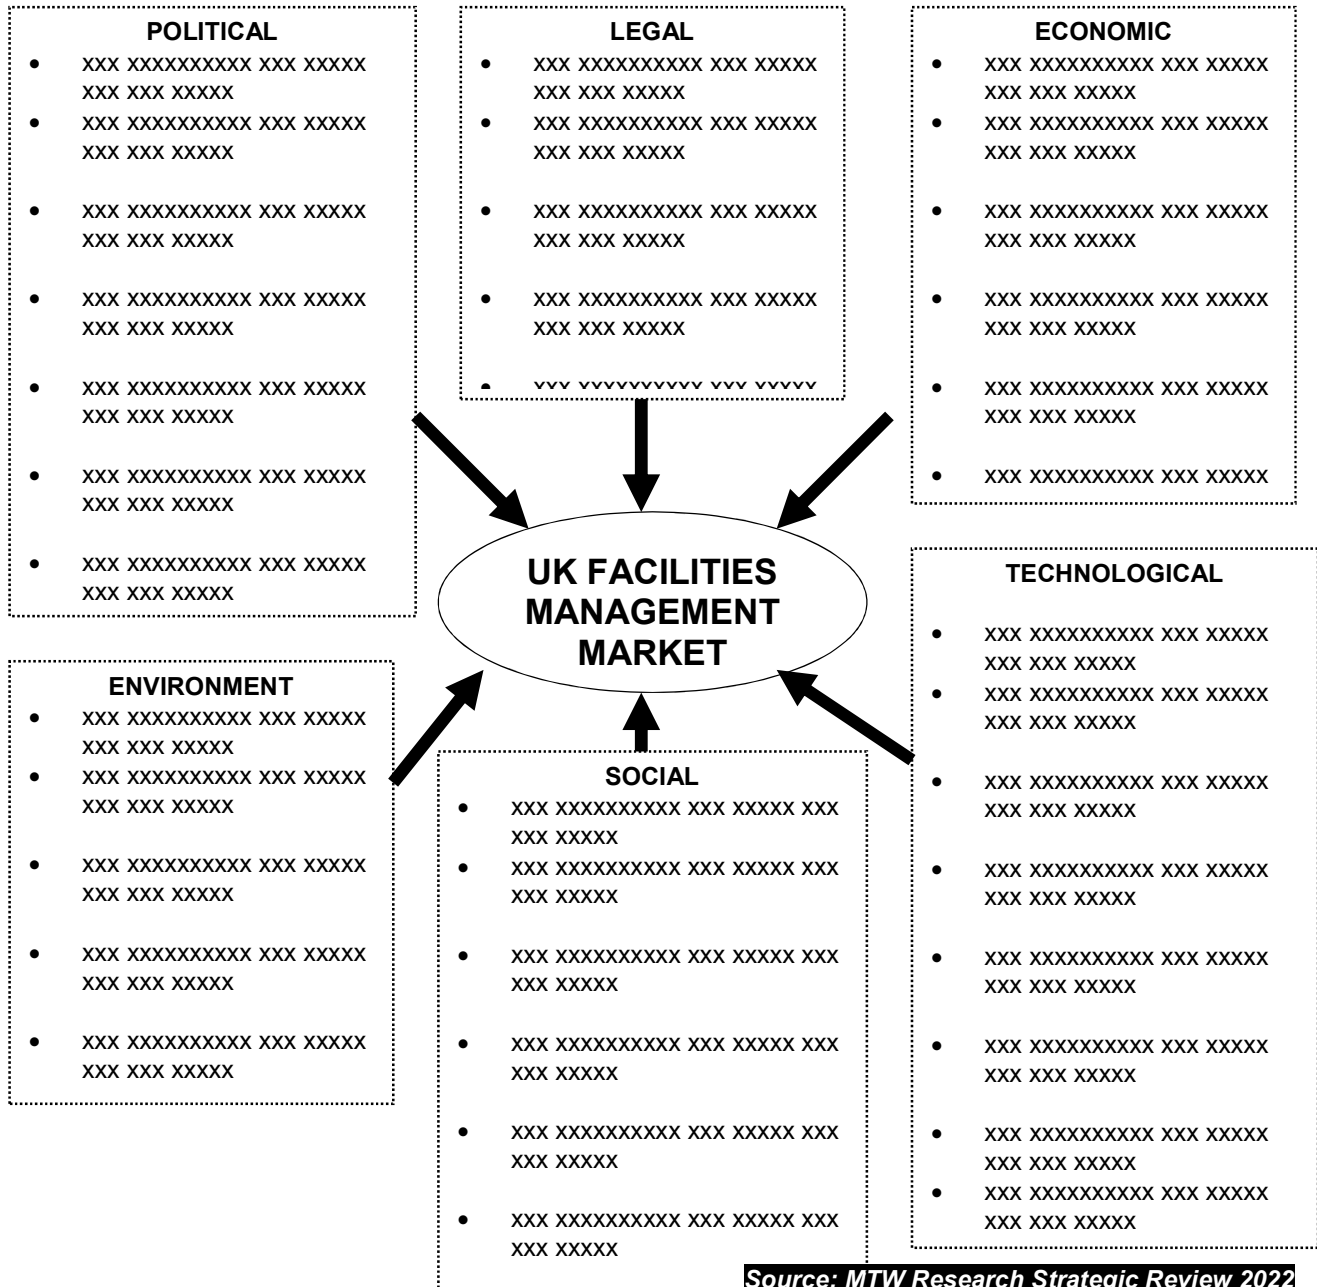 POLITICAL
• xxx xxxxxxxxxx xxx xxxxx
xxx xxx xxxxx
• xxx xxxxxxxxxx xxx xxxxx
xxx xxx xxxxx
• xxx xxxxxxxxxx xxx xxxxx
xxx xxx xxxxx
• xxx xxxxxxxxxx xxx xxxxx
xxx xxx xxxxx
• xxx xxxxxxxxxx xxx xxxxx
xxx xxx xxxxx
• xxx xxxxxxxxxx xxx xxxxx
xxx xxx xxxxx
• xxx xxxxxxxxxx xxx xxxxx
xxx xxx xxxxx
LEGAL
• xxx xxxxxxxxxx xxx xxxxx
xxx xxx xxxxx
• xxx xxxxxxxxxx xxx xxxxx
xxx xxx xxxxx
• xxx xxxxxxxxxx xxx xxxxx
xxx xxx xxxxx
• xxx xxxxxxxxxx xxx xxxxx
xxx xxx xxxxx
• xxx xxxxxxxxxx xxx xxxxx
ECONOMIC
• xxx xxxxxxxxxx xxx xxxxx
xxx xxx xxxxx
• xxx xxxxxxxxxx xxx xxxxx
xxx xxx xxxxx
• xxx xxxxxxxxxx xxx xxxxx
xxx xxx xxxxx
• xxx xxxxxxxxxx xxx xxxxx
xxx xxx xxxxx
• xxx xxxxxxxxxx xxx xxxxx
xxx xxx xxxxx
• xxx xxxxxxxxxx xxx xxxxx
UK FACILITIES
MANAGEMENT
MARKET
ENVIRONMENT
• xxx xxxxxxxxxx xxx xxxxx
xxx xxx xxxxx
• xxx xxxxxxxxxx xxx xxxxx
xxx xxx xxxxx
• xxx xxxxxxxxxx xxx xxxxx
xxx xxx xxxxx
• xxx xxxxxxxxxx xxx xxxxx
xxx xxx xxxxx
• xxx xxxxxxxxxx xxx xxxxx
xxx xxx xxxxx
SOCIAL
• xxx xxxxxxxxxx xxx xxxxx xxx
xxx xxxxx
• xxx xxxxxxxxxx xxx xxxxx xxx
xxx xxxxx
• xxx xxxxxxxxxx xxx xxxxx xxx
xxx xxxxx
• xxx xxxxxxxxxx xxx xxxxx xxx
xxx xxxxx
• xxx xxxxxxxxxx xxx xxxxx xxx
xxx xxxxx
• xxx xxxxxxxxxx xxx xxxxx xxx
xxx xxxxx
TECHNOLOGICAL
• xxx xxxxxxxxxx xxx xxxxx
xxx xxx xxxxx
• xxx xxxxxxxxxx xxx xxxxx
xxx xxx xxxxx
• xxx xxxxxxxxxx xxx xxxxx
xxx xxx xxxxx
• xxx xxxxxxxxxx xxx xxxxx
xxx xxx xxxxx
• xxx xxxxxxxxxx xxx xxxxx
xxx xxx xxxxx
• xxx xxxxxxxxxx xxx xxxxx
xxx xxx xxxxx
• xxx xxxxxxxxxx xxx xxxxx
xxx xxx xxxxx
• xxx xxxxxxxxxx xxx xxxxx
xxx xxx xxxxx
Source: MTW Research Strategic Review 2022